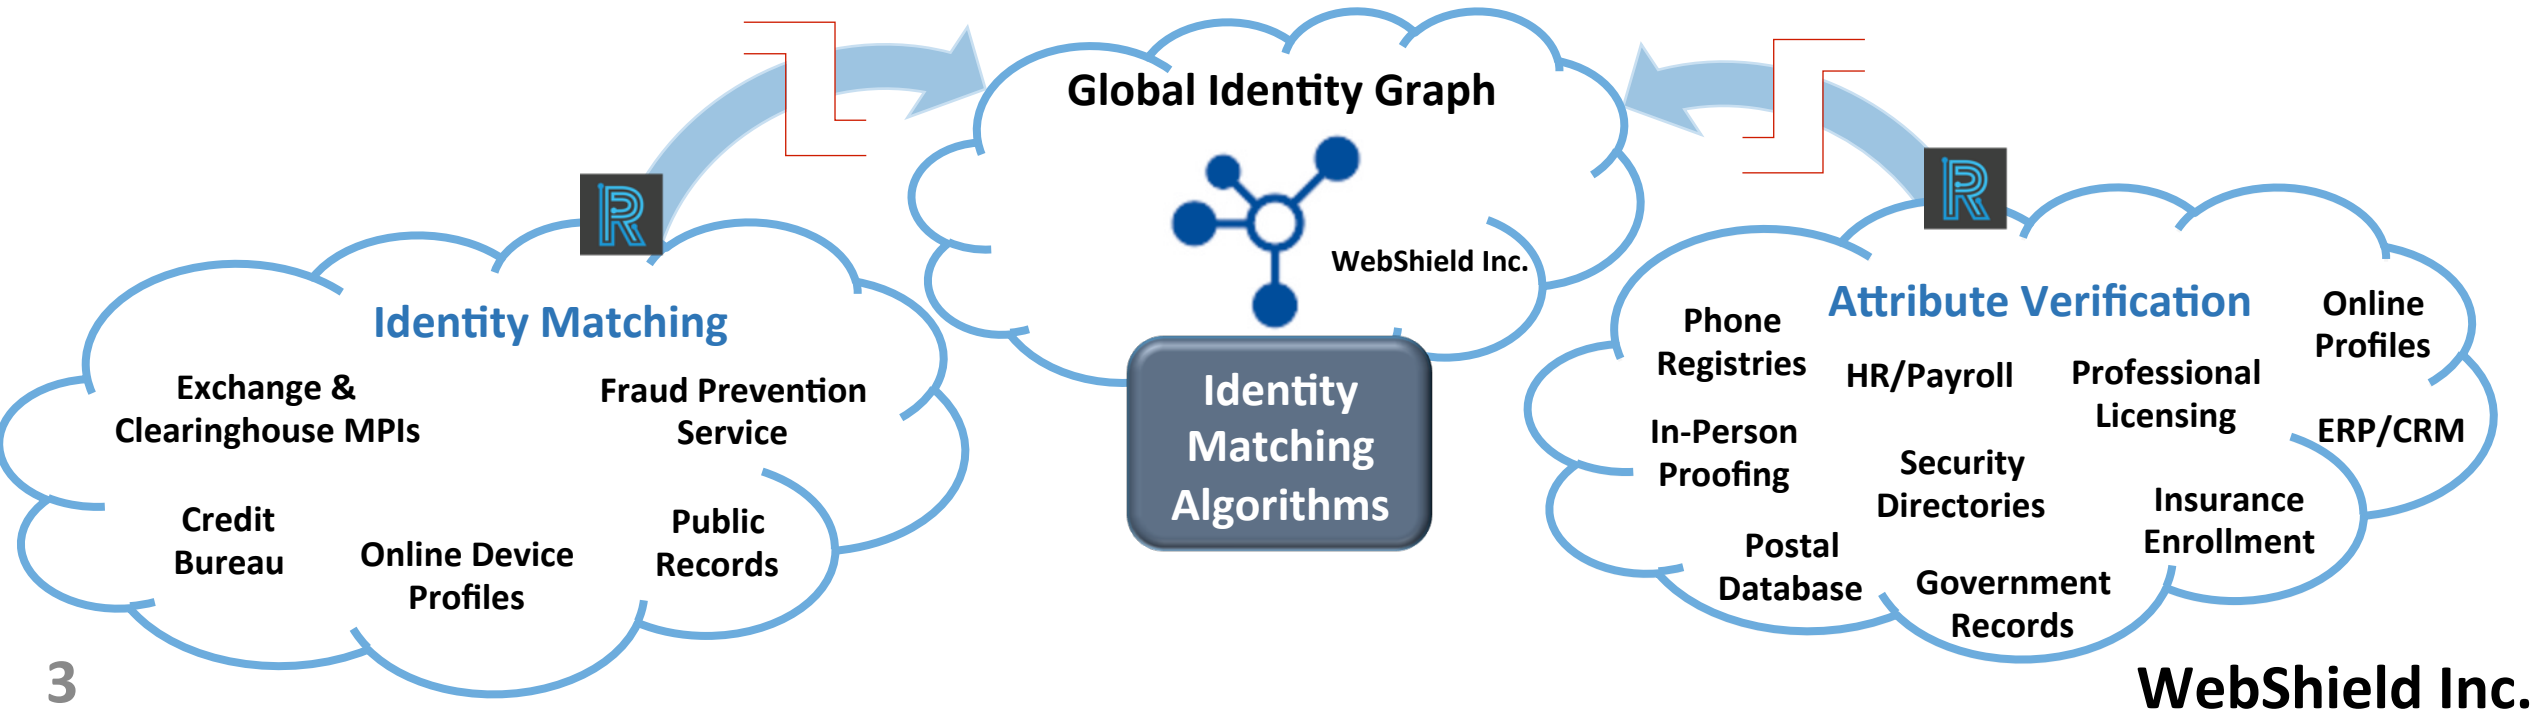 Global Identity Graph
WebShield Inc.
Identity
Matching
Algorithms
Identity Matching
Exchange &
Clearinghouse MPIs
Fraud Prevention
Service
Credit
Bureau
Online Device
Profiles
Public
Records
Attribute Verification
Phone
Registries
HR/Payroll
Professional
Licensing
Online
Profiles
In-Person
Proofing
Security
Directories
ERP/CRM
Insurance
Enrollment
Postal
Database
Government
Records
R
R
3
WebShield Inc.